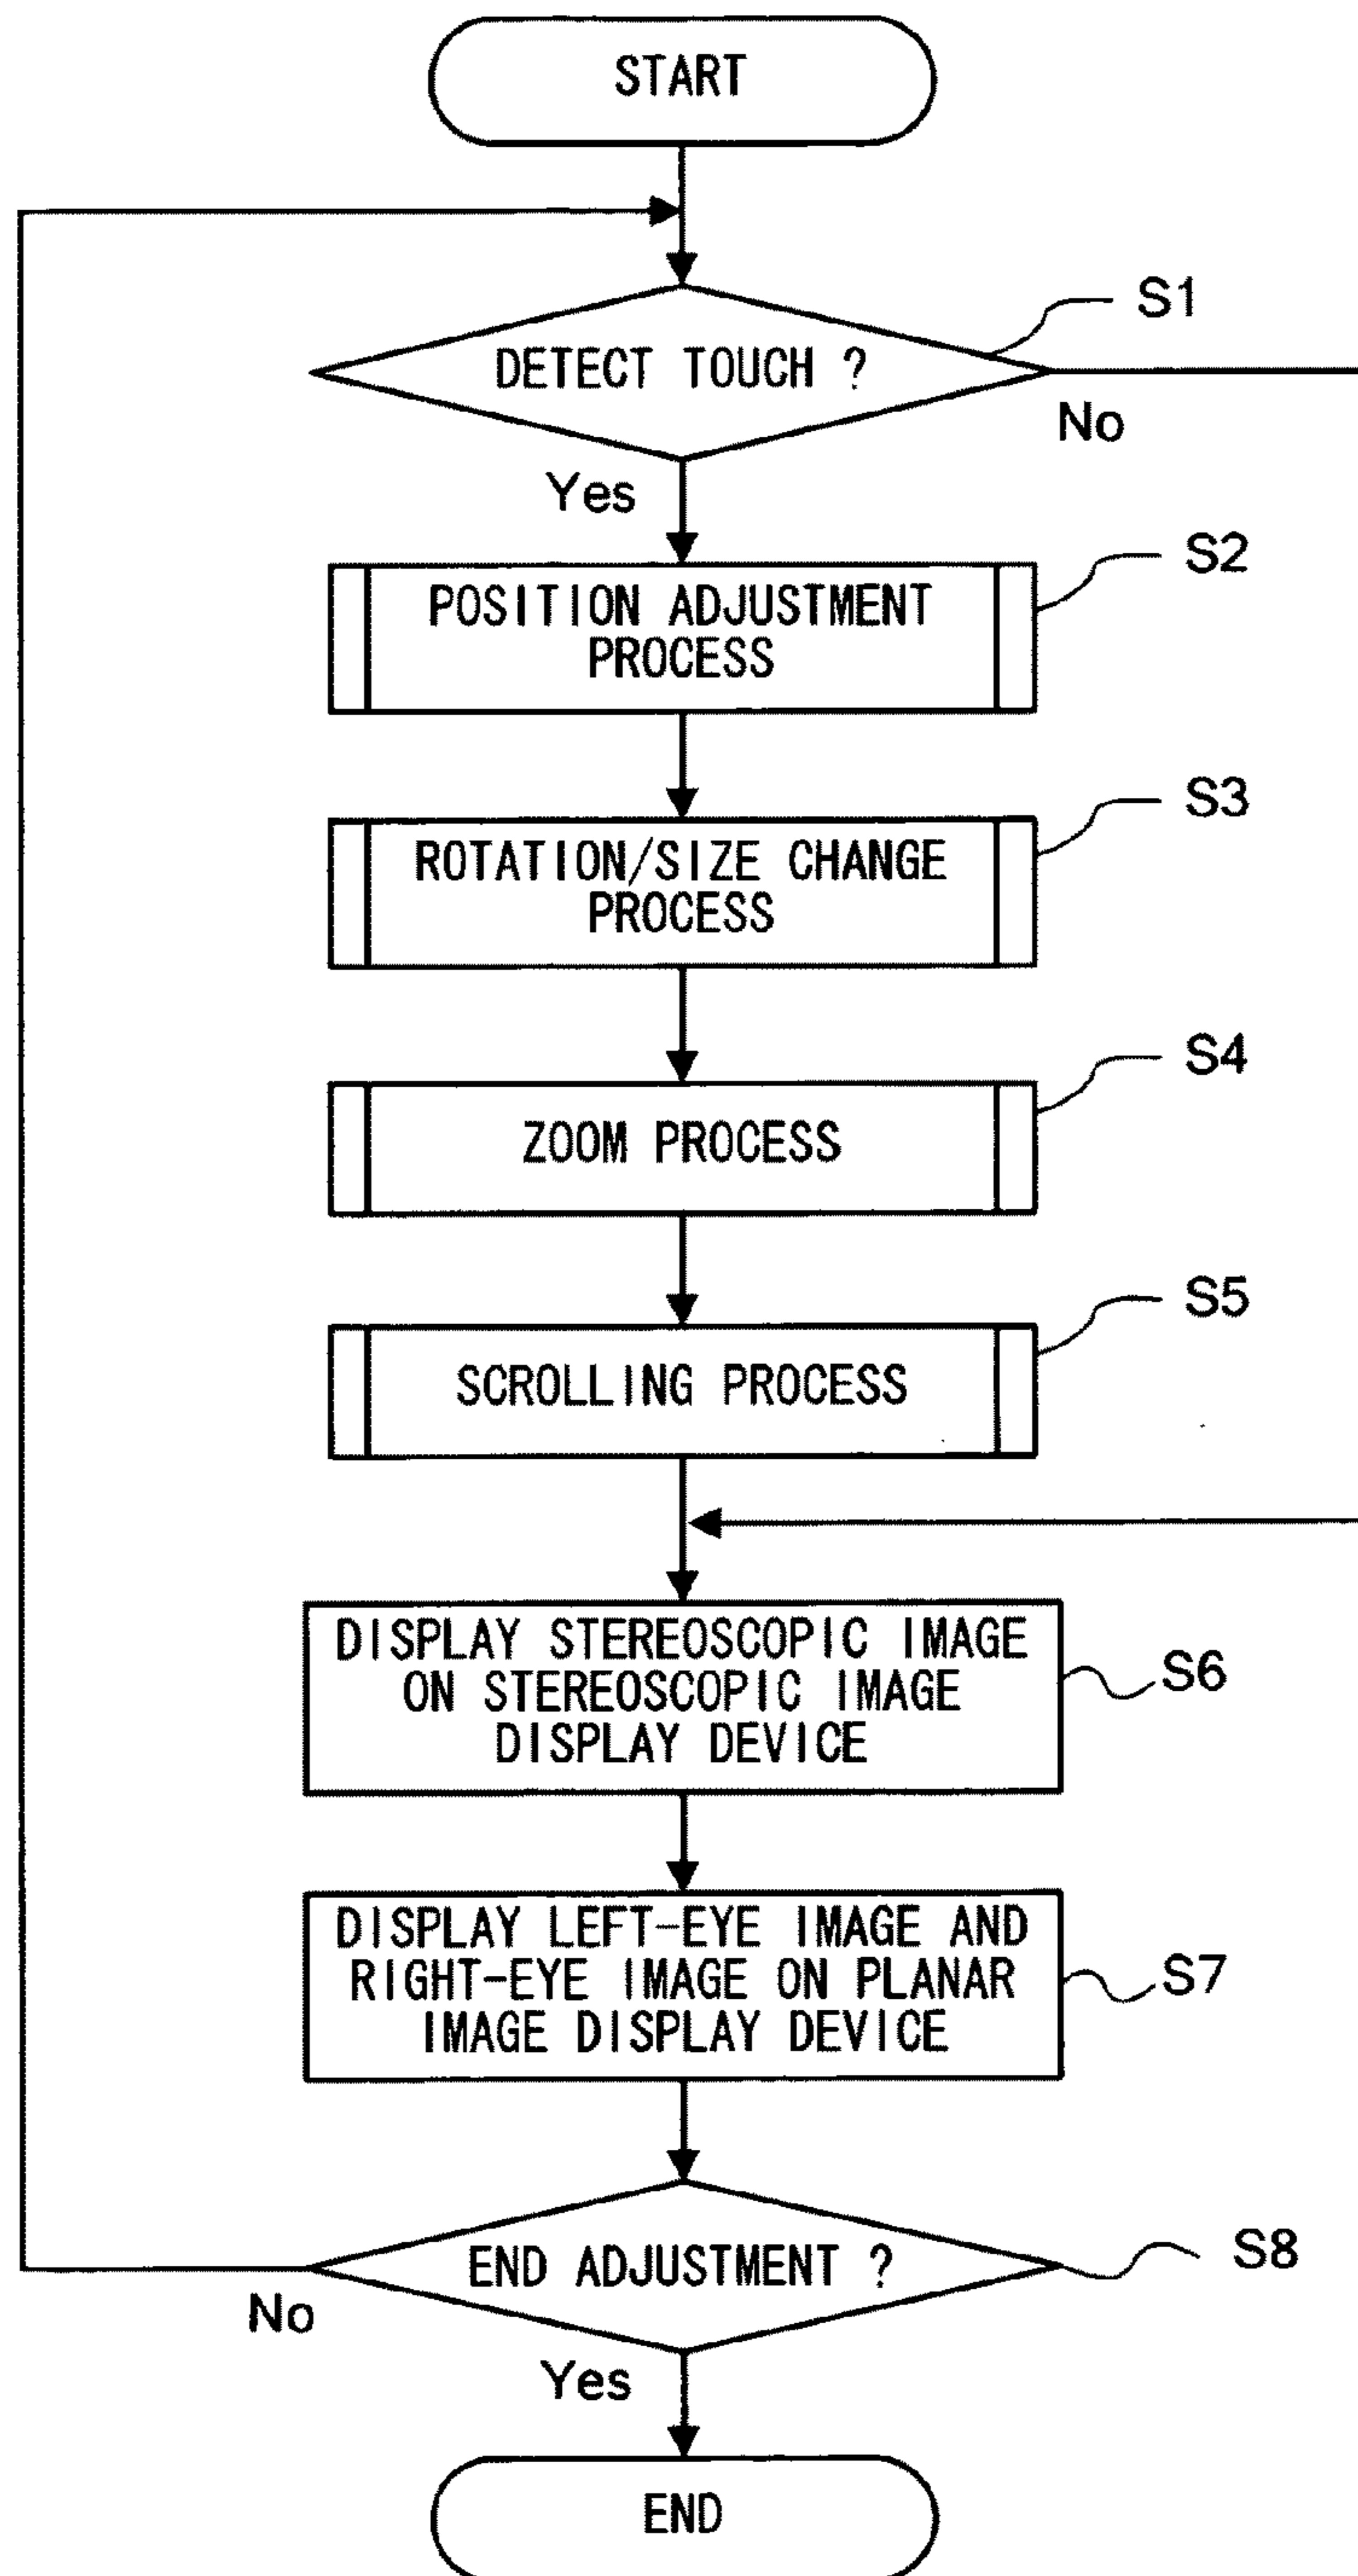 START
S1
DETECT TOUCH ?
No
Yes
S2
POSITION ADJUSTMENT
PROCESS
S3
ROTATION/SIZE CHANGE
PROCESS
S4
ZOOM PROCESS
S5
SCROLLING PROCESS
DISPLAY STEREOSCOPIC IMAGE
ON STEREOSCOPIC IMAGE
DISPLAY DEVICE
S6
DISPLAY LEFT-EYE IMAGE AND
RIGHT-EYE IMAGE ON PLANAR
IMAGE DISPLAY DEVICE
S7
END ADJUSTMENT ?
S8
No
Yes
END